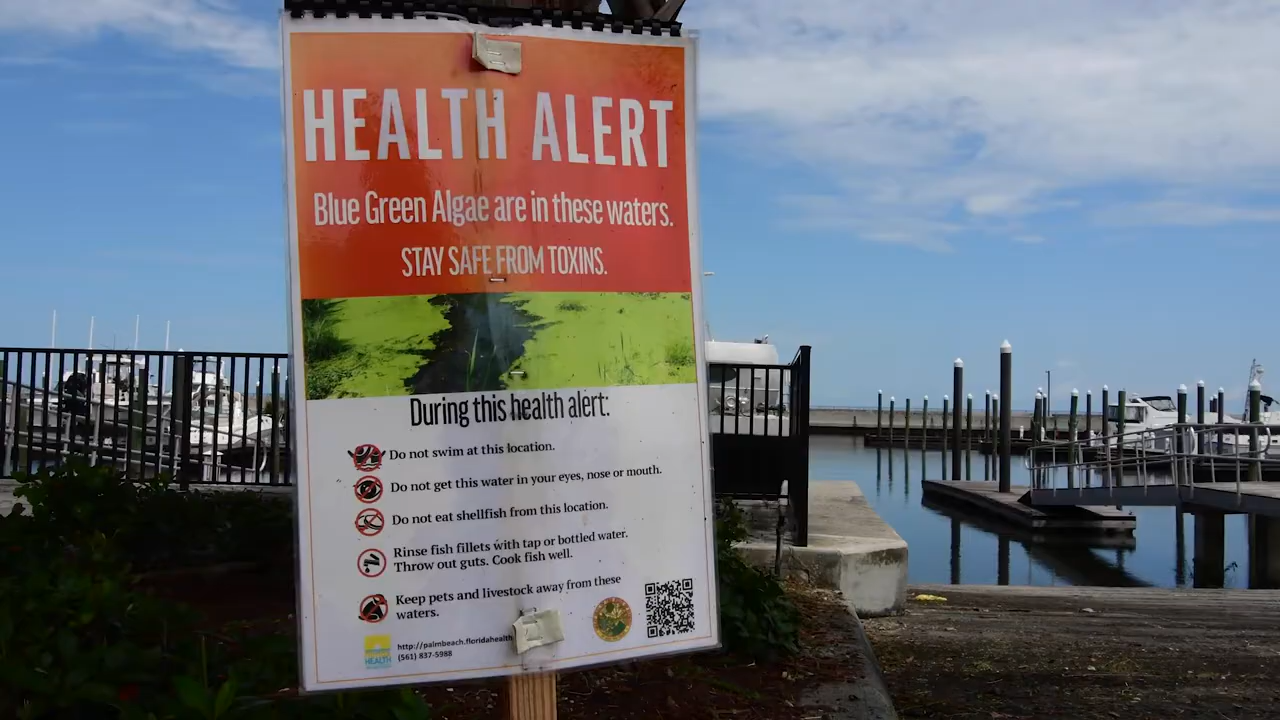 HEALTH ALERT
Blue Green Algae are in these waters.
STAY SAFE FROM TOXINS.
During this health alert:
Do not swim at this location.
Do not get this water in your eyes, nose or mouth.
Do not eat shellfish from this location.
Rinse fish fillets with tap or bottled water.
Throw out guts. Cook fish well.
Keep pets and livestock away from these
waters.
http://palmbeach.floridahealth
(561) 837-5988
HEALTH